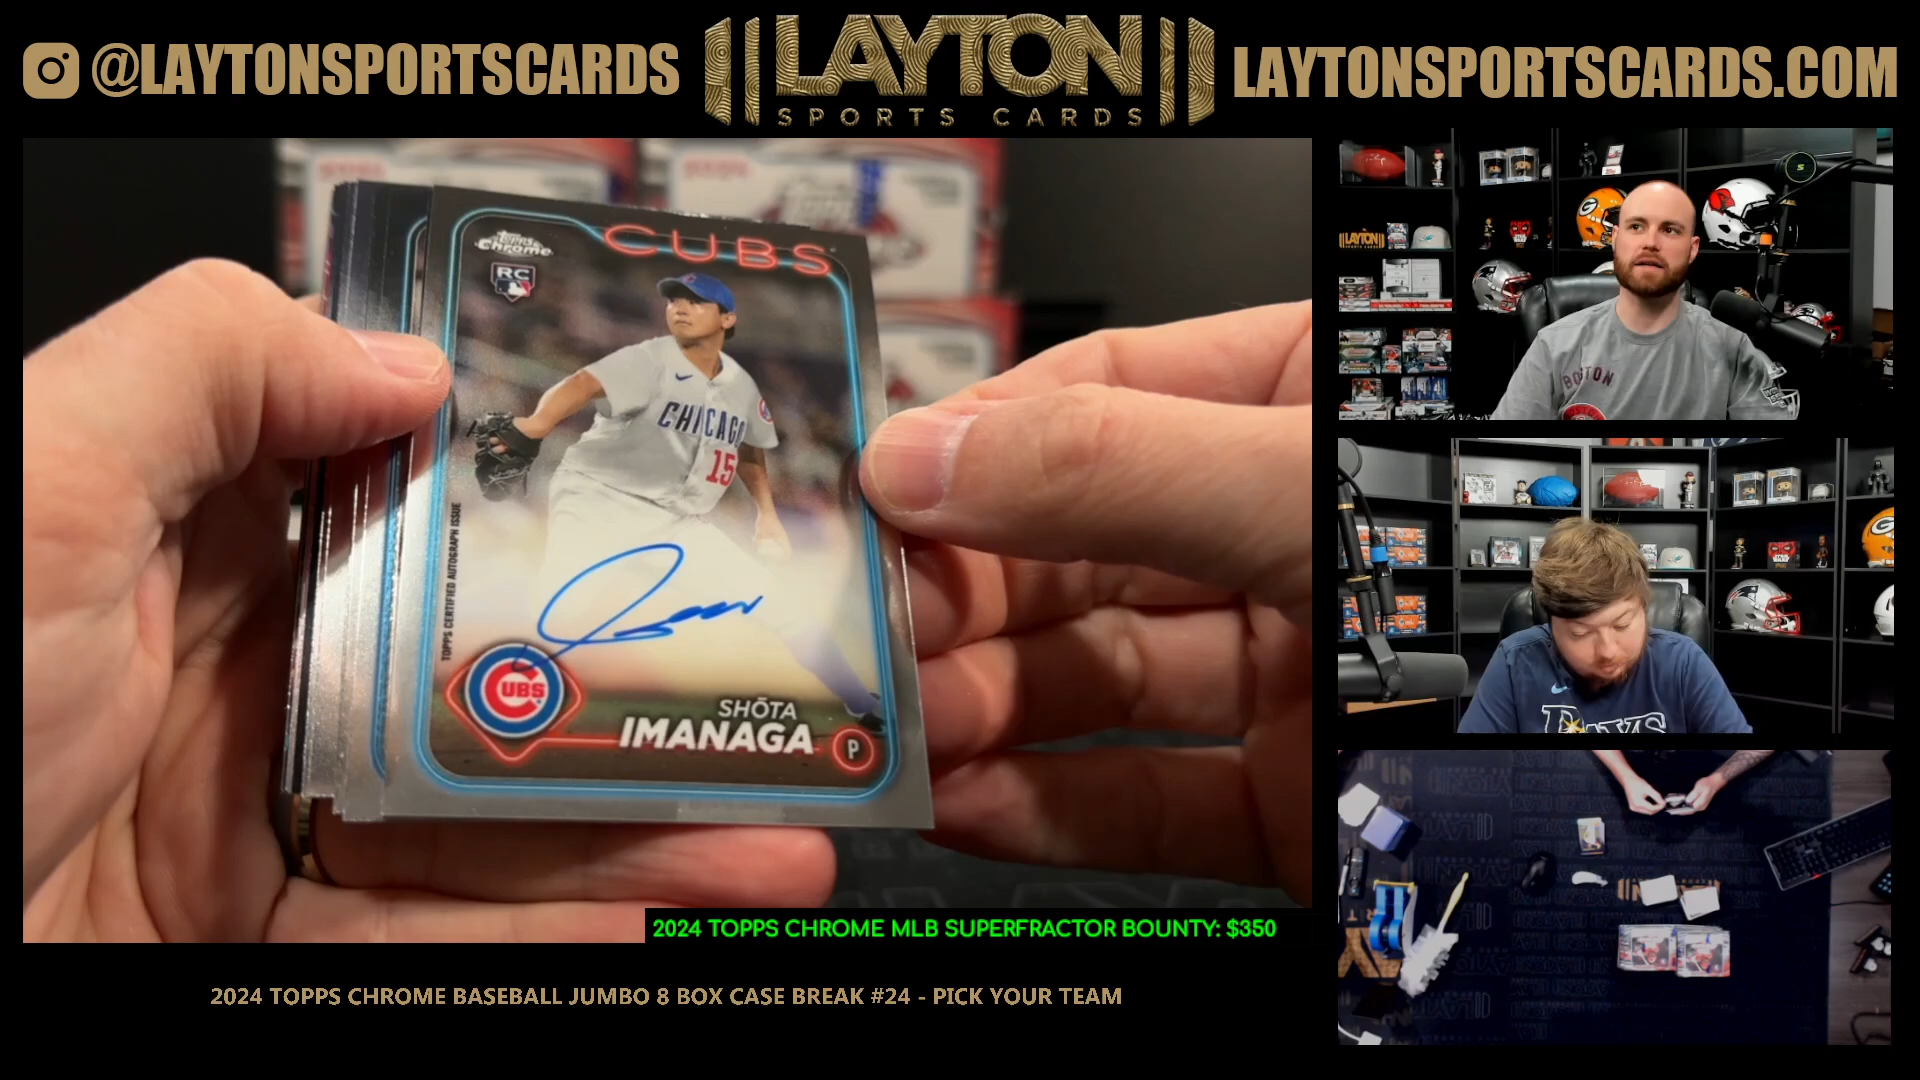 @LAYTONSPORTSCARDS
LAYTON
SPORTS CARDS
LAYTONSPORTSCARDS.COM
CUBS
Topps
Chrome
RC
CHICAGO
15
TOPPS CERTIFIED AUTOGRAPH ISSUE
CUBS
SHŌTA
IMANAGA
P
2024 TOPPS CHROME MLB SUPERFRACTOR BOUNTY: $350
2024 TOPPS CHROME BASEBALL JUMBO 8 BOX CASE BREAK #24 - PICK YOUR TEAM
LAYTON
BOSTON
RAYS